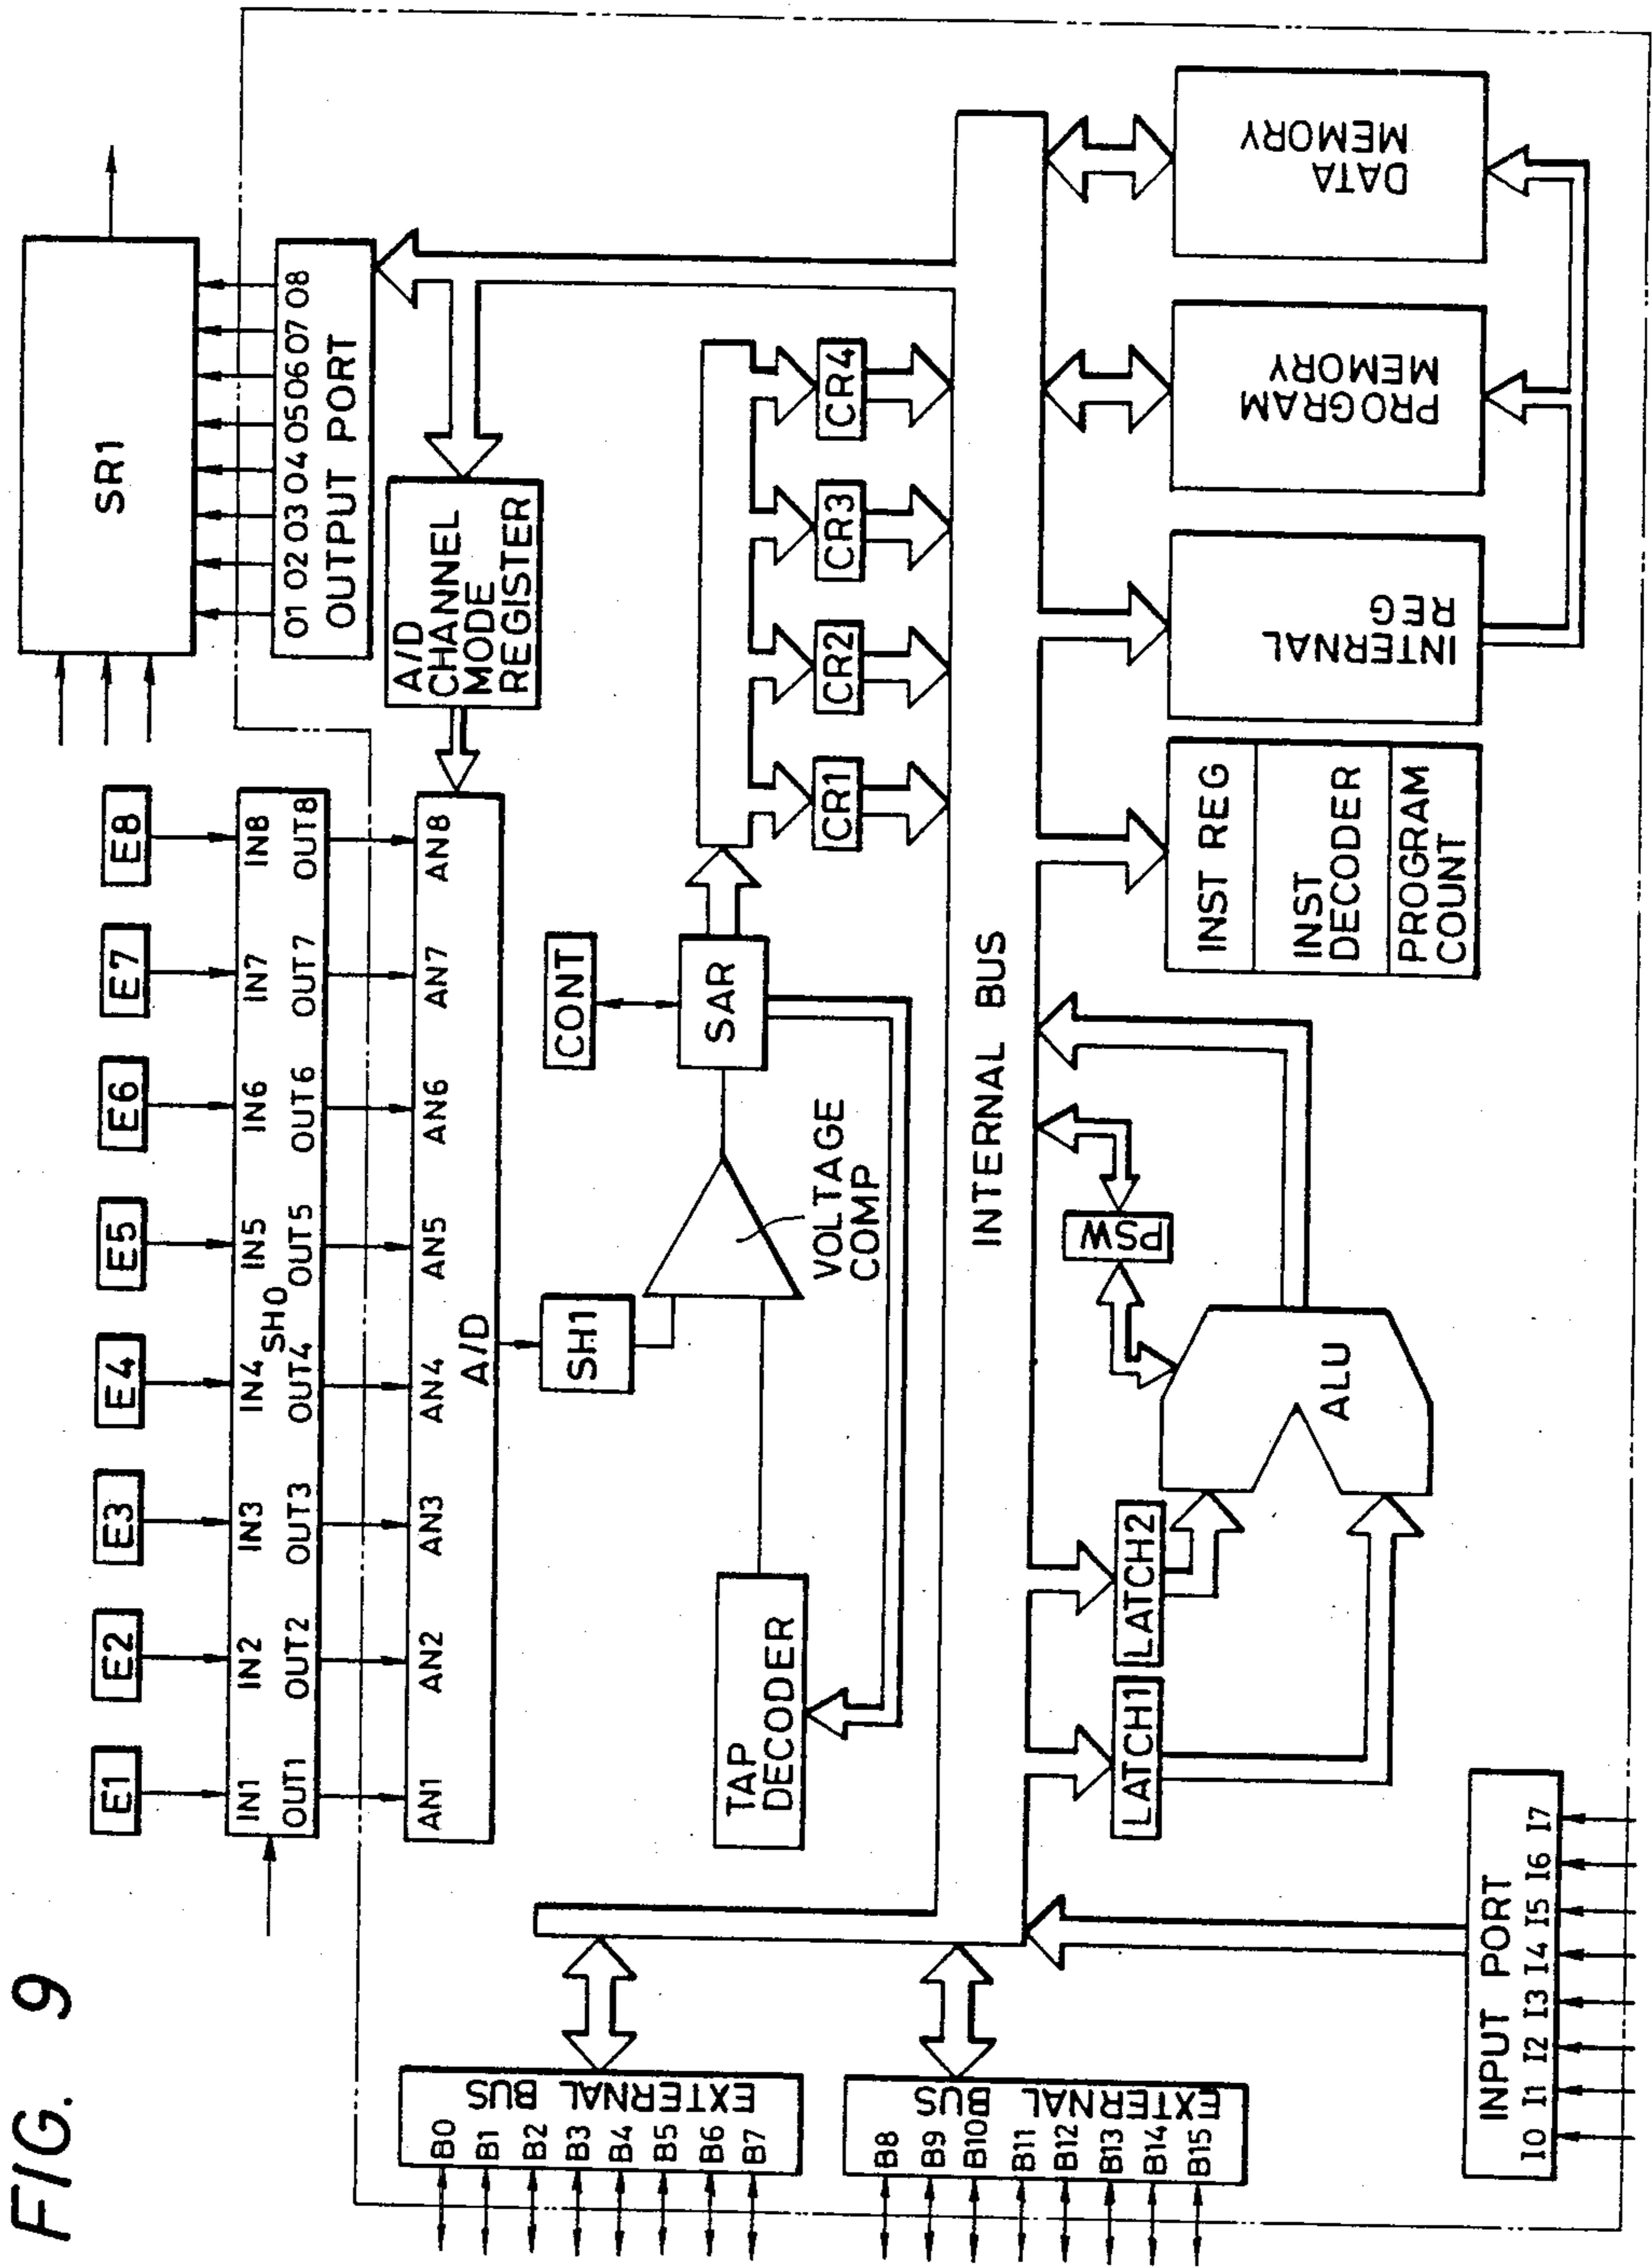 FIG. 9
E1 E2 E3 E4 E5 E6 E7 E8
IN1 IN2 IN3 IN4 IN5 IN6 IN7 IN8
SH0
OUT1 OUT2 OUT3 OUT4 OUT5 OUT6 OUT7 OUT8
AN1 AN2 AN3 AN4 AN5 AN6 AN7 AN8
A/D
SR1
O1 O2 O3 O4 O5 O6 O7 O8
OUTPUT PORT
A/D
CHANNEL
MODE
REGISTER
SH1
CONT
SAR
VOLTAGE
COMP
TAP
DECODER
CR1 CR2 CR3 CR4
INTERNAL BUS
EXTERNAL BUS
B0
B1
B2
B3
B4
B5
B6
B7
EXTERNAL
BUS
B8
B9
B10
B11
B12
B13
B14
B15
LATCH1 LATCH2
PSW
ALU
INST REG
INST
DECODER
PROGRAM
COUNT
INTERNAL
REG
PROGRAM
MEMORY
DATA
MEMORY
INPUT PORT
I0 I1 I2 I3 I4 I5 I6 I7